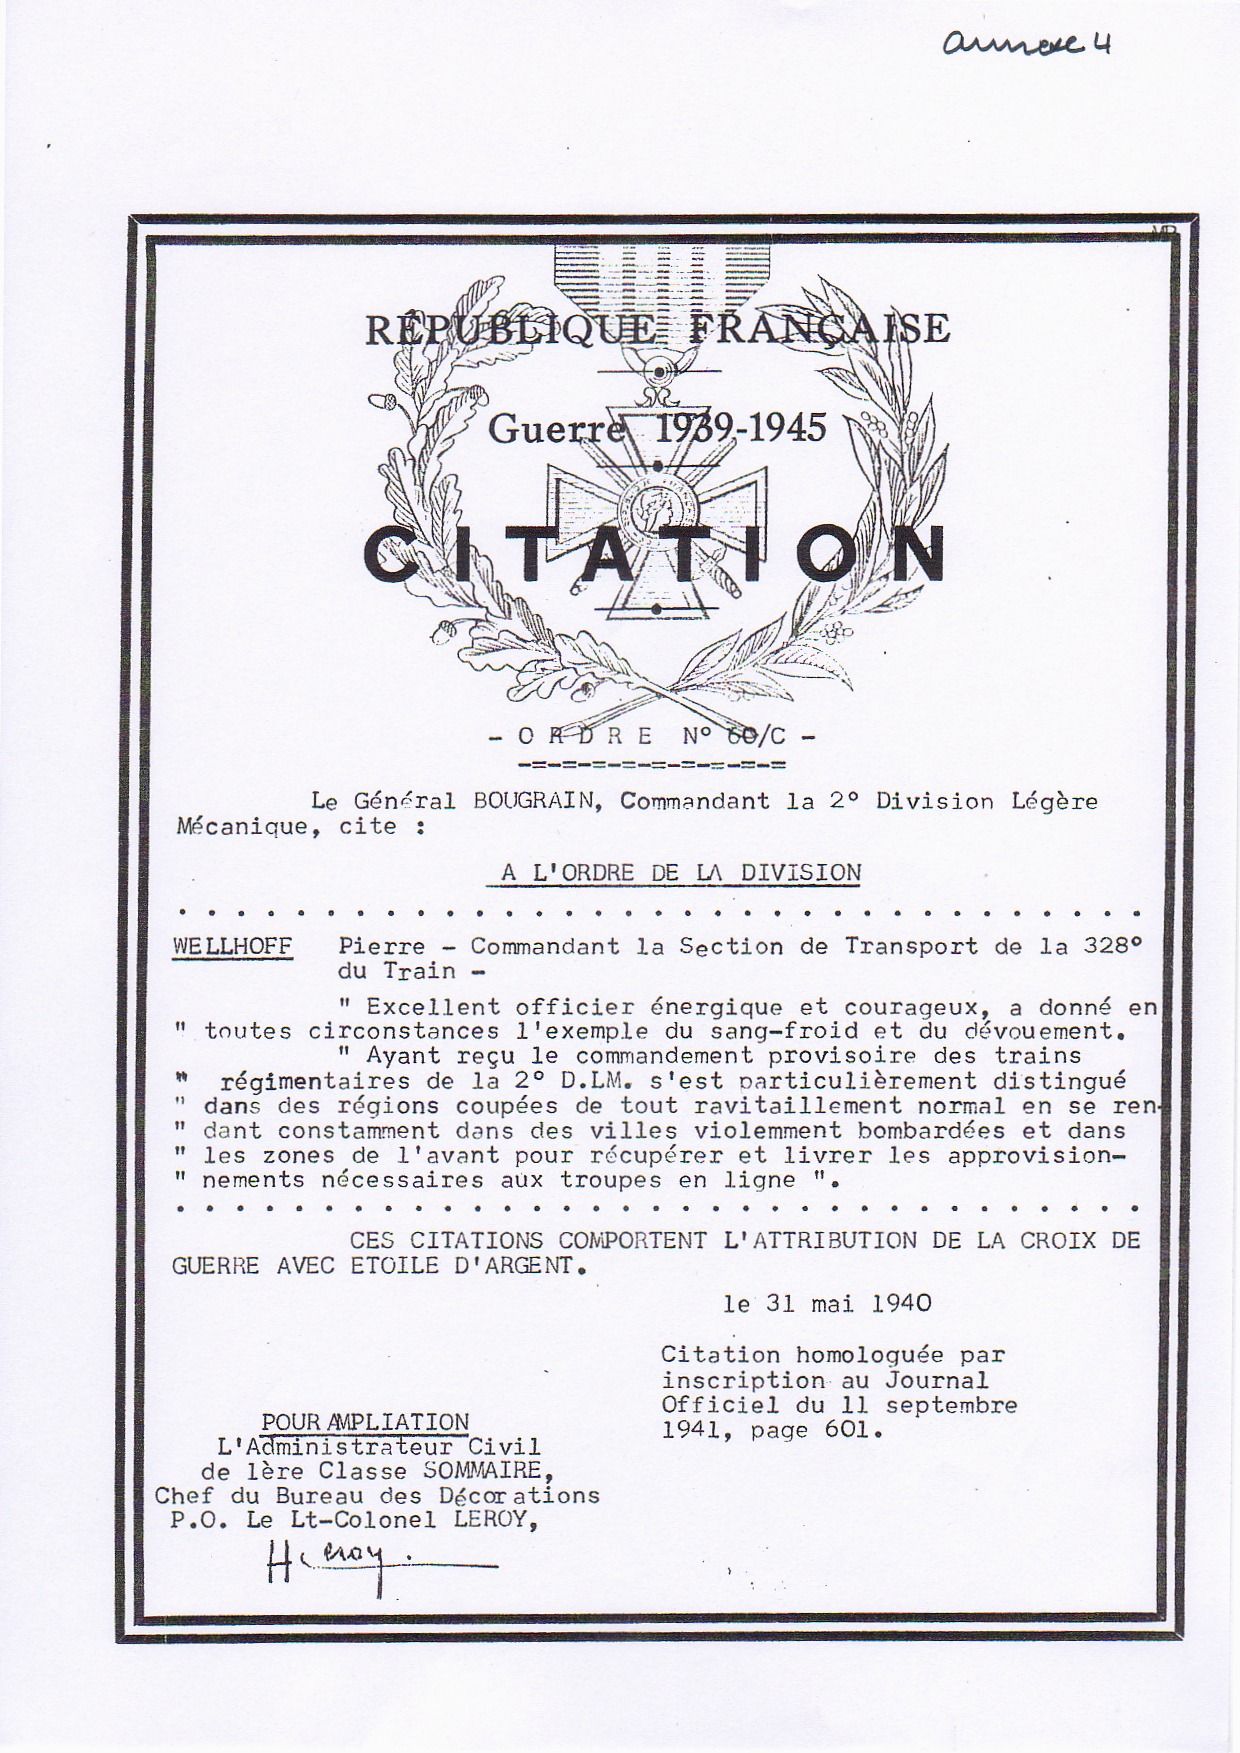 annexe 4
MR
RÉPUBLIQUE FRANÇAISE
Guerre 1939-1945
CITATION
- ORDRE N° 60/C -
-=-=-=-=-=-=-=-=-=
Le Général BOUGRAIN, Commandant la 2° Division Légère
Mécanique, cite :
A L'ORDRE DE LA DIVISION
. . . . . . . . . . . . . . . . . . . . . . . . . . . . . . . . .
WELLHOFF Pierre - Commandant la Section de Transport de la 328°
du Train -
" Excellent officier énergique et courageux, a donné en
" toutes circonstances l'exemple du sang-froid et du dévouement.
" Ayant reçu le commandement provisoire des trains
" régimentaires de la 2° D.LM. s'est particulièrement distingué
" dans des régions coupées de tout ravitaillement normal en se ren-
" dant constamment dans des villes violemment bombardées et dans
" les zones de l'avant pour récupérer et livrer les approvision-
" nements nécessaires aux troupes en ligne ".
. . . . . . . . . . . . . . . . . . . . . . . . . . . . . . . . .
CES CITATIONS COMPORTENT L'ATTRIBUTION DE LA CROIX DE
GUERRE AVEC ETOILE D'ARGENT.
le 31 mai 1940
Citation homologuée par
inscription au Journal
Officiel du 11 septembre
1941, page 601.
POUR AMPLIATION
L'Administrateur Civil
de 1ère Classe SOMMAIRE,
Chef du Bureau des Décorations
P.O. Le Lt-Colonel LEROY,